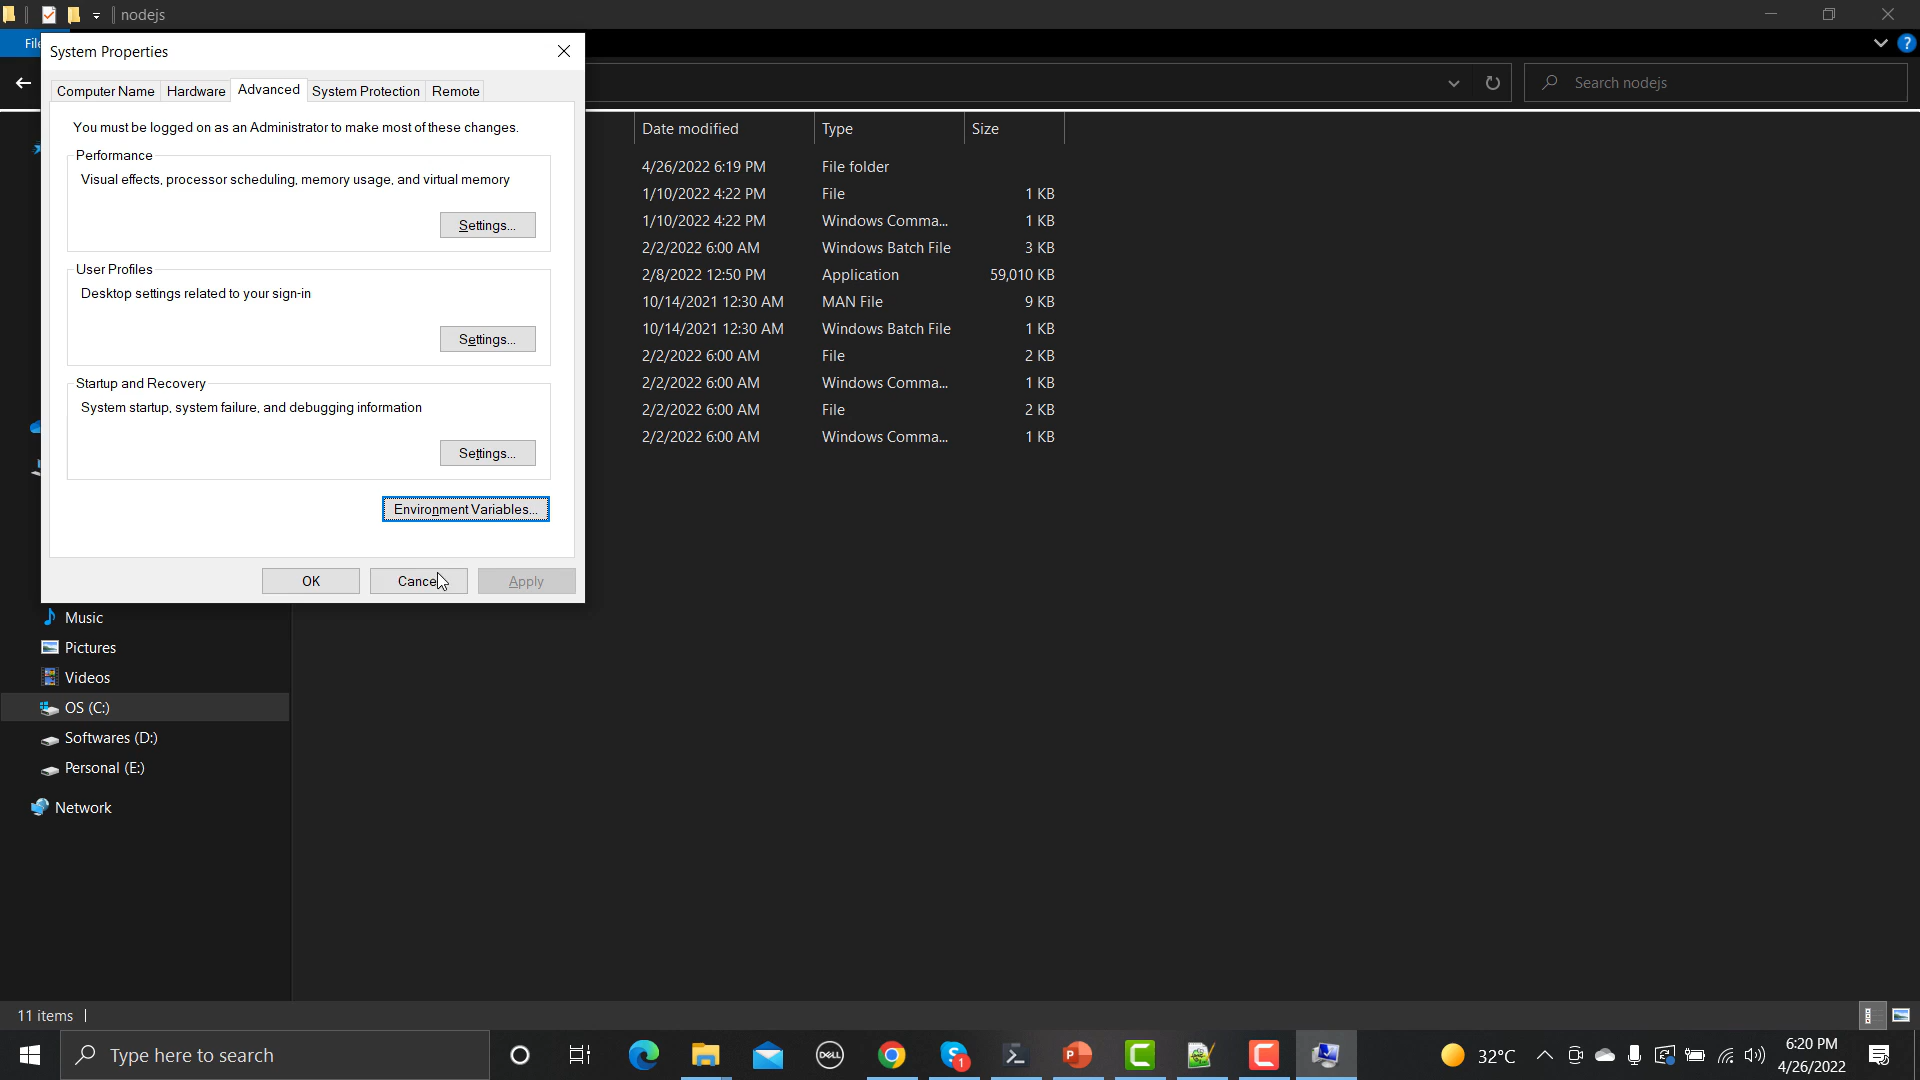 nodejs
File
System Properties
Computer Name
Hardware
Advanced
System Protection
Remote
Search nodejs
You must be logged on as an Administrator to make most of these changes.
Performance
Visual effects, processor scheduling, memory usage, and virtual memory
Settings...
User Profiles
Desktop settings related to your sign-in
Settings...
Startup and Recovery
System startup, system failure, and debugging information
Settings...
Environment Variables...
OK
Cancel
Apply
Date modified Type Size
4/26/2022 6:19 PM File folder
1/10/2022 4:22 PM File 1 KB
1/10/2022 4:22 PM Windows Comma... 1 KB
2/2/2022 6:00 AM Windows Batch File 3 KB
2/8/2022 12:50 PM Application 59,010 KB
10/14/2021 12:30 AM MAN File 9 KB
10/14/2021 12:30 AM Windows Batch File 1 KB
2/2/2022 6:00 AM File 2 KB
2/2/2022 6:00 AM Windows Comma... 1 KB
2/2/2022 6:00 AM File 2 KB
2/2/2022 6:00 AM Windows Comma... 1 KB
Music
Pictures
Videos
OS (C:)
Softwares (D:)
Personal (E:)
Network
11 items
Type here to search
DELL
32°C
6:20 PM
4/26/2022